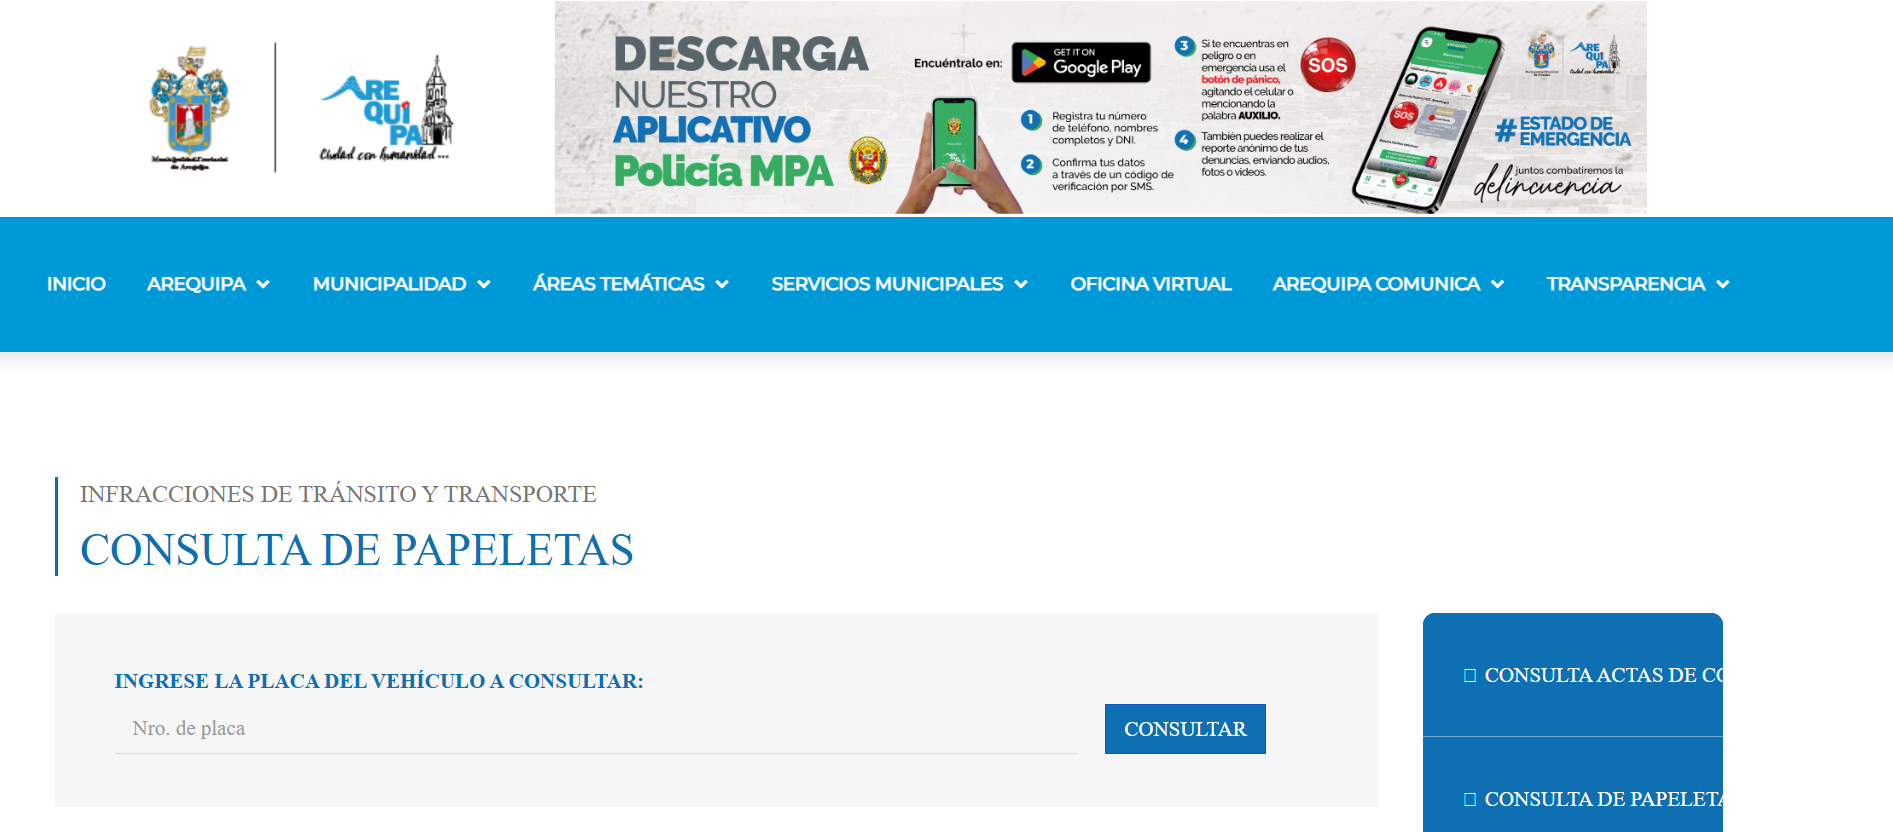 Municipalidad Provincial
de Arequipa
AREQUIPA
Ciudad con humanidad...
DESCARGA
NUESTRO
APLICATIVO
Policía MPA
Encuéntralo en:
GET IT ON
Google Play
1 Registra tu número
de teléfono, nombres
completos y DNI.
2 Confirma tus datos
a través de un código de
verificación por SMS.
3 Si te encuentras en
peligro o en
emergencia usa el
botón de pánico,
agitando el celular o
mencionando la
palabra AUXILIO.
SOS
4 También puedes realizar el
reporte anónimo de tus
denuncias, enviando audios,
fotos o videos.
SOS
AREQUIPA
# ESTADO DE
EMERGENCIA
juntos combatiremos la
delincuencia
INICIO AREQUIPA MUNICIPALIDAD ÁREAS TEMÁTICAS SERVICIOS MUNICIPALES OFICINA VIRTUAL AREQUIPA COMUNICA TRANSPARENCIA
INFRACCIONES DE TRÁNSITO Y TRANSPORTE
CONSULTA DE PAPELETAS
INGRESE LA PLACA DEL VEHÍCULO A CONSULTAR:
Nro. de placa
CONSULTAR
CONSULTA ACTAS DE CO
CONSULTA DE PAPELETA